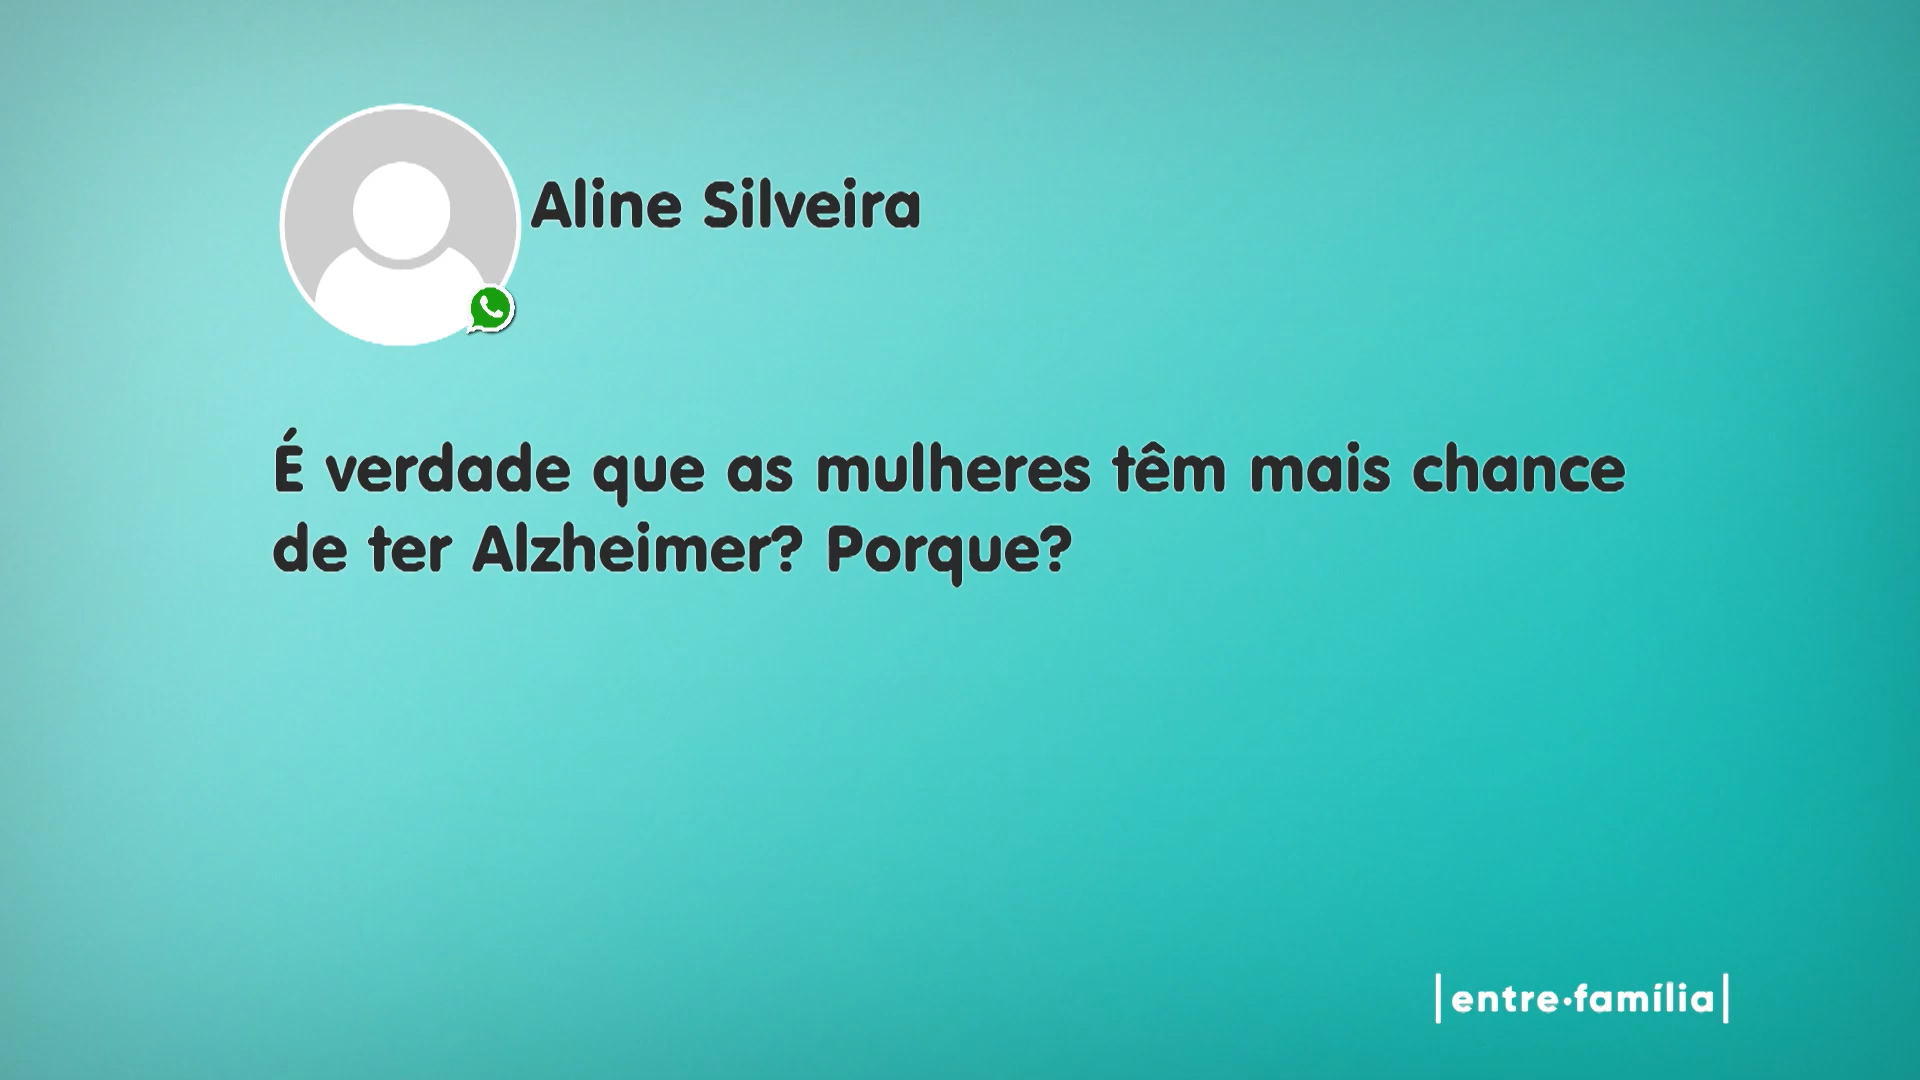 Aline Silveira
É verdade que as mulheres têm mais chance
de ter Alzheimer? Porque?
|entre•família|